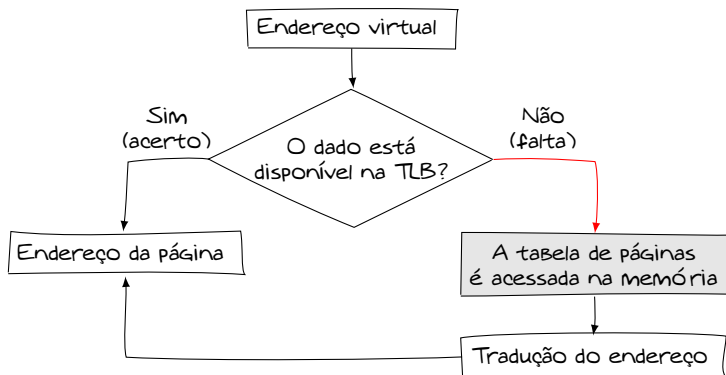 Endereço virtual
Sim
(acerto)
Não
(falta)
O dado está
disponível na TLB?
Endereço da página
A tabela de páginas
é acessada na memória
Tradução do endereço